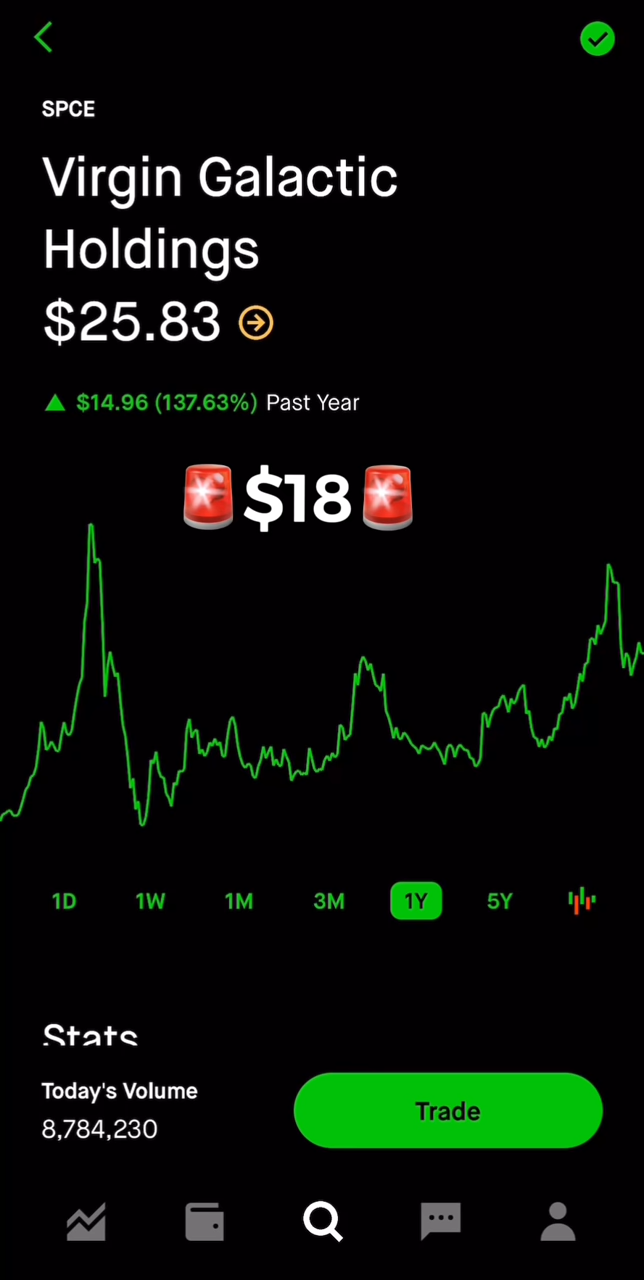 SPCE
Virgin Galactic
Holdings
$25.83
$14.96 (137.63%) Past Year
$18
1D 1W 1M 3M 1Y 5Y
Stats
Today's Volume
8,784,230
Trade